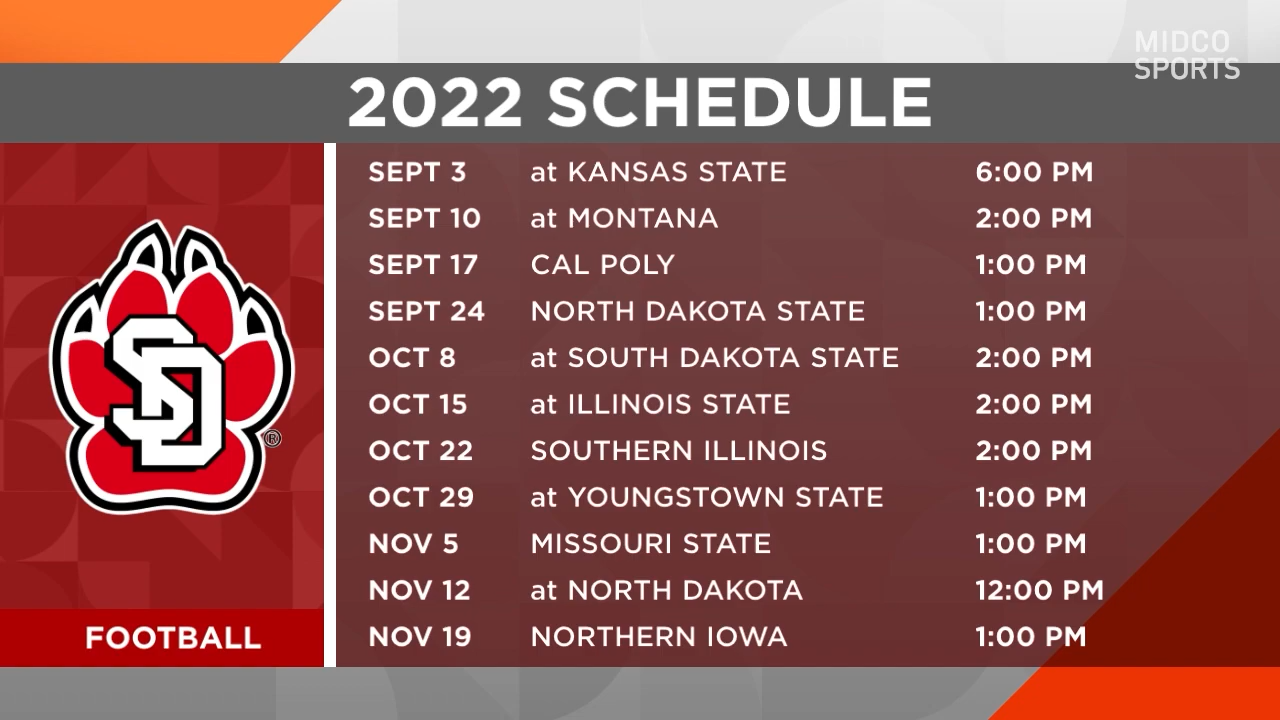 MIDCO
SPORTS
2022 SCHEDULE
SEPT 3 at KANSAS STATE 6:00 PM
SEPT 10 at MONTANA 2:00 PM
SEPT 17 CAL POLY 1:00 PM
SEPT 24 NORTH DAKOTA STATE 1:00 PM
OCT 8 at SOUTH DAKOTA STATE 2:00 PM
OCT 15 at ILLINOIS STATE 2:00 PM
OCT 22 SOUTHERN ILLINOIS 2:00 PM
OCT 29 at YOUNGSTOWN STATE 1:00 PM
NOV 5 MISSOURI STATE 1:00 PM
NOV 12 at NORTH DAKOTA 12:00 PM
NOV 19 NORTHERN IOWA 1:00 PM
SD
®
FOOTBALL